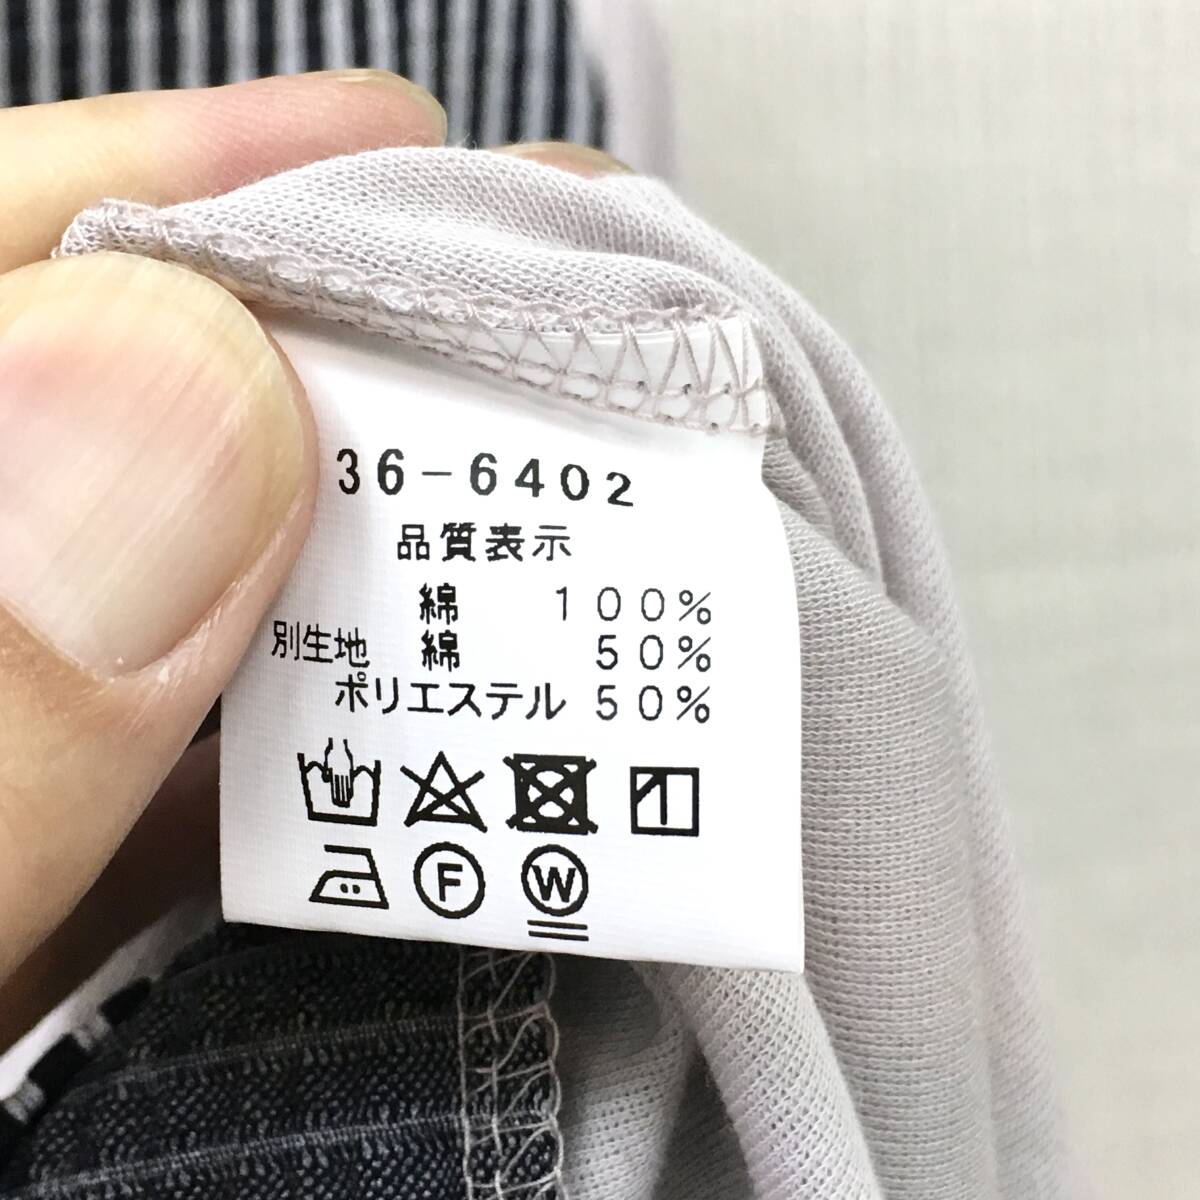 36-6402
品質表示
綿 100%
別生地 綿 50%
ポリエステル 50%
F W